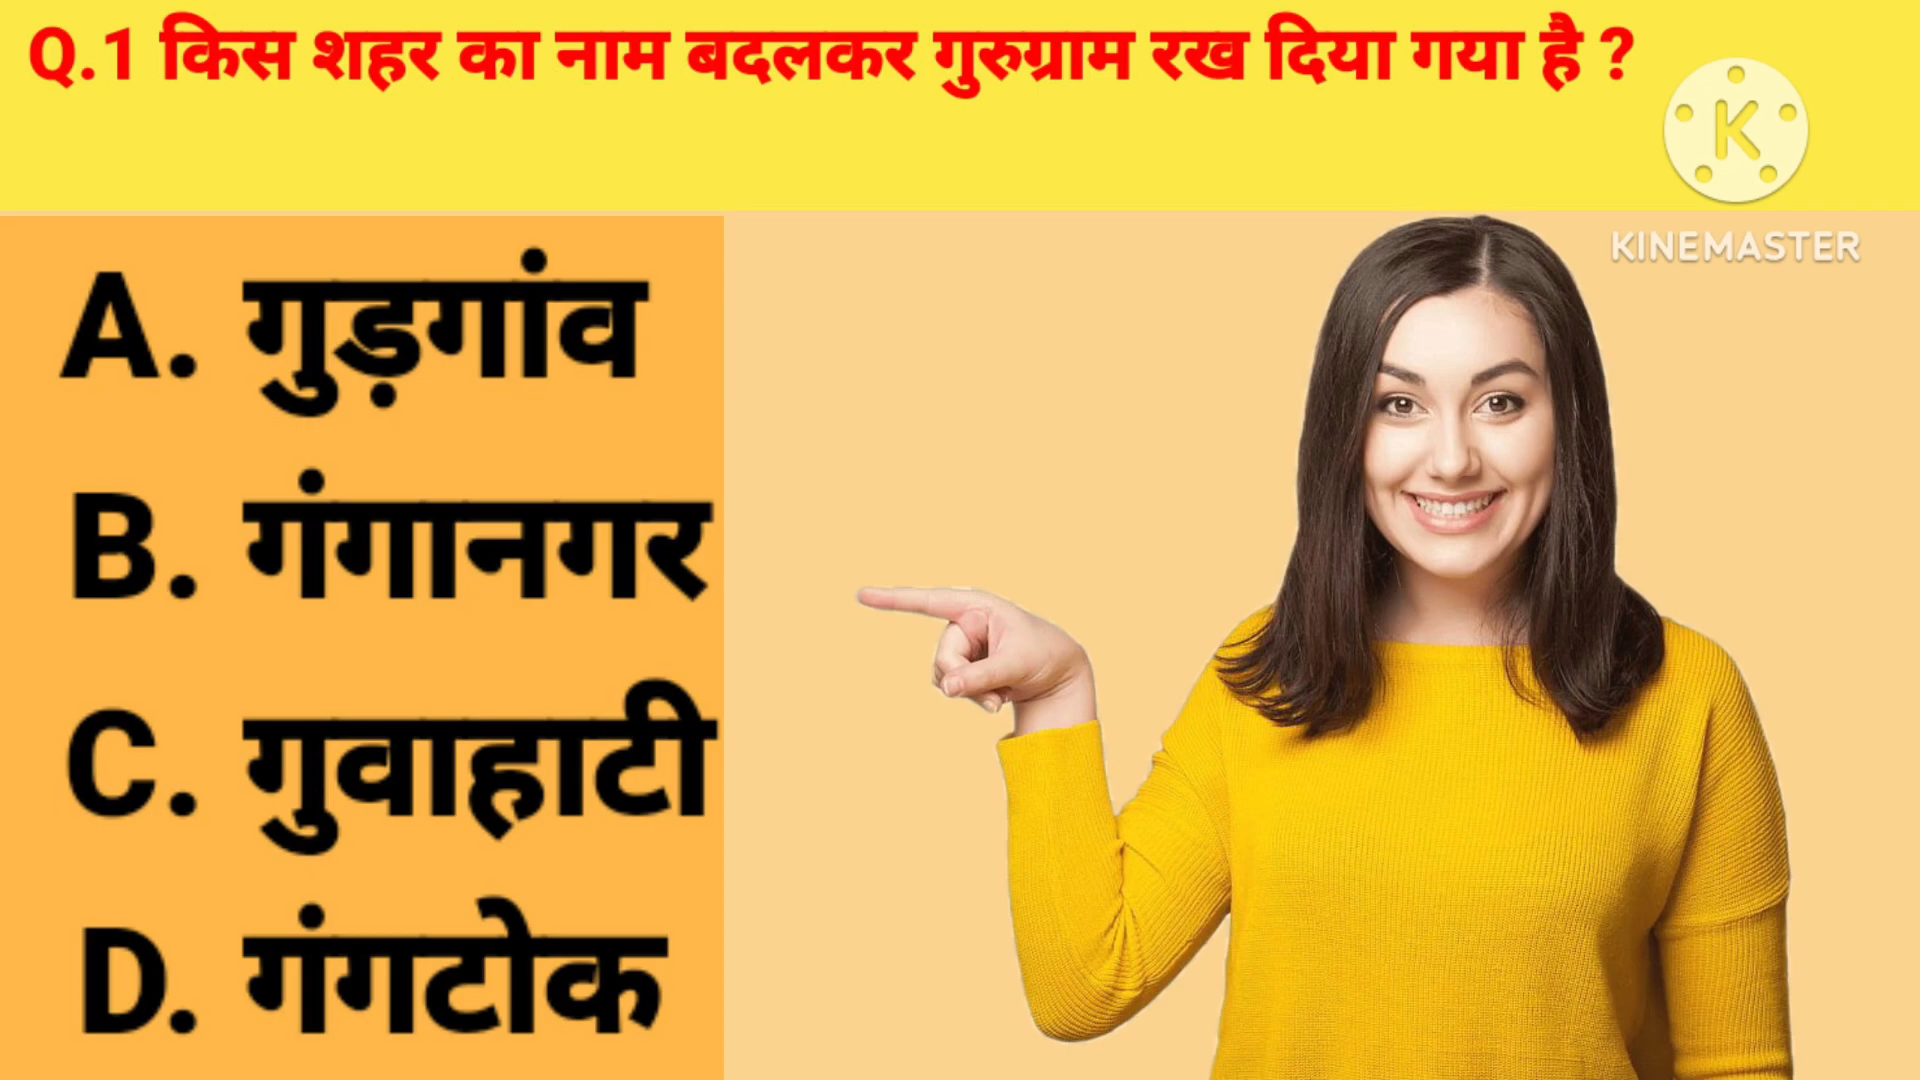 Q.1 किस शहर का नाम बदलकर गुरुग्राम रख दिया गया है ?
K
KINEMASTER
A. गुड़गांव
B. गंगानगर
C. गुवाहाटी
D. गंगटोक